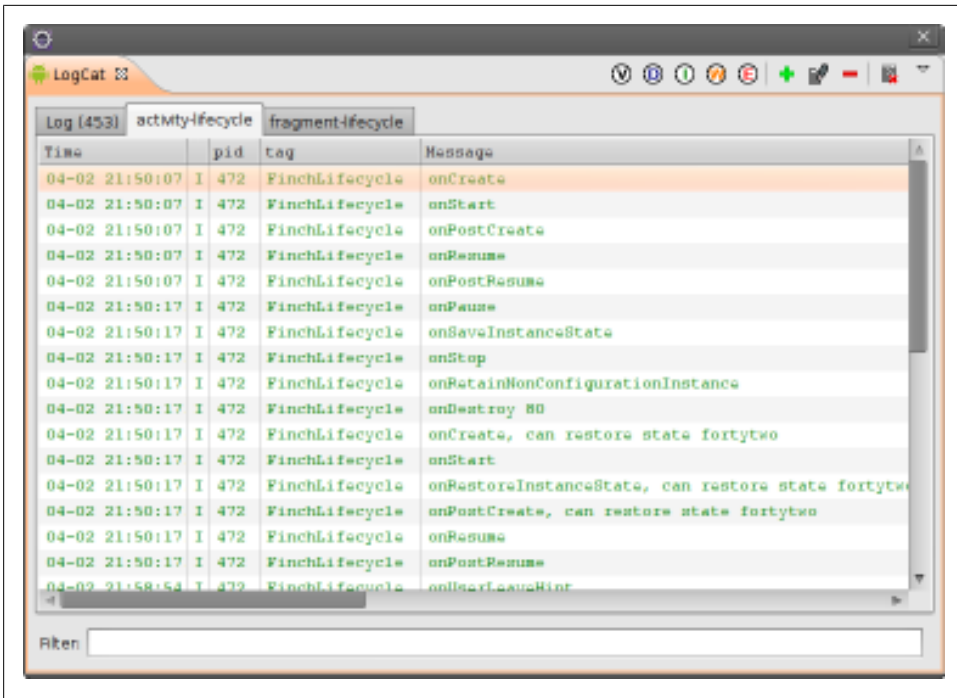 LogCat
V D I W E
Log (453) activity-lifecycle fragment-lifecycle
Time pid tag Message
04-02 21:50:07 I 472 FinchLifecycle onCreate
04-02 21:50:07 I 472 FinchLifecycle onStart
04-02 21:50:07 I 472 FinchLifecycle onPostCreate
04-02 21:50:07 I 472 FinchLifecycle onResume
04-02 21:50:07 I 472 FinchLifecycle onPostResume
04-02 21:50:17 I 472 FinchLifecycle onPause
04-02 21:50:17 I 472 FinchLifecycle onSaveInstanceState
04-02 21:50:17 I 472 FinchLifecycle onStop
04-02 21:50:17 I 472 FinchLifecycle onRetainNonConfigurationInstance
04-02 21:50:17 I 472 FinchLifecycle onDestroy 80
04-02 21:50:17 I 472 FinchLifecycle onCreate, can restore state fortytwo
04-02 21:50:17 I 472 FinchLifecycle onStart
04-02 21:50:17 I 472 FinchLifecycle onRestoreInstanceState, can restore state fortytw
04-02 21:50:17 I 472 FinchLifecycle onPostCreate, can restore state fortytwo
04-02 21:50:17 I 472 FinchLifecycle onResume
04-02 21:50:17 I 472 FinchLifecycle onPostResume
04-02 21:58:54 I 472 FinchLifecycle onUserLeaveHint
Filter: